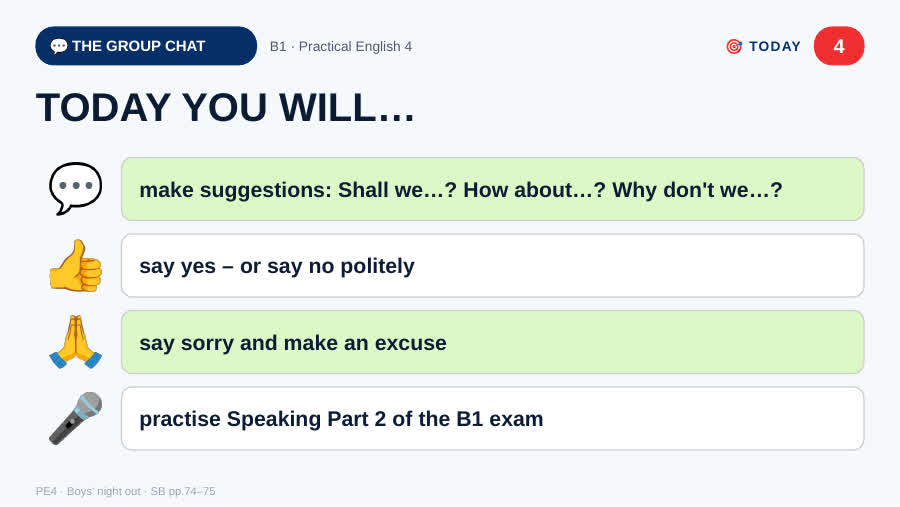 💬 THE GROUP CHAT
B1 · Practical English 4
🎯 TODAY
4
TODAY YOU WILL…
make suggestions: Shall we…? How about…? Why don't we…?
say yes – or say no politely
say sorry and make an excuse
practise Speaking Part 2 of the B1 exam
PE4 · Boys' night out · SB pp.74–75